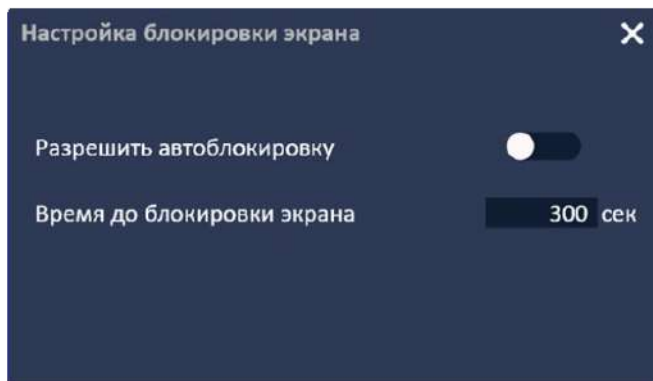 Настройка блокировки экрана
Разрешить автоблокировку
Время до блокировки экрана 300 сек